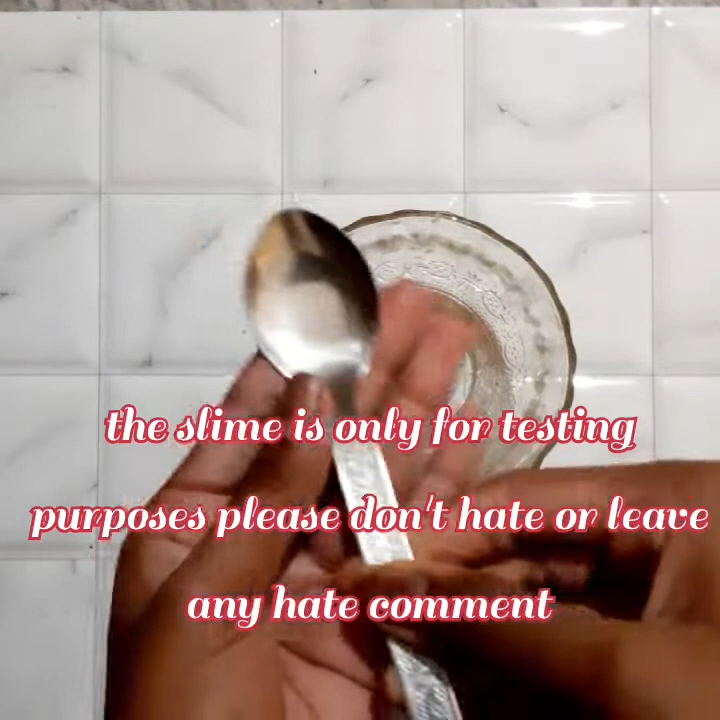 the slime is only for testing
purposes please don't hate or leave
any hate comment